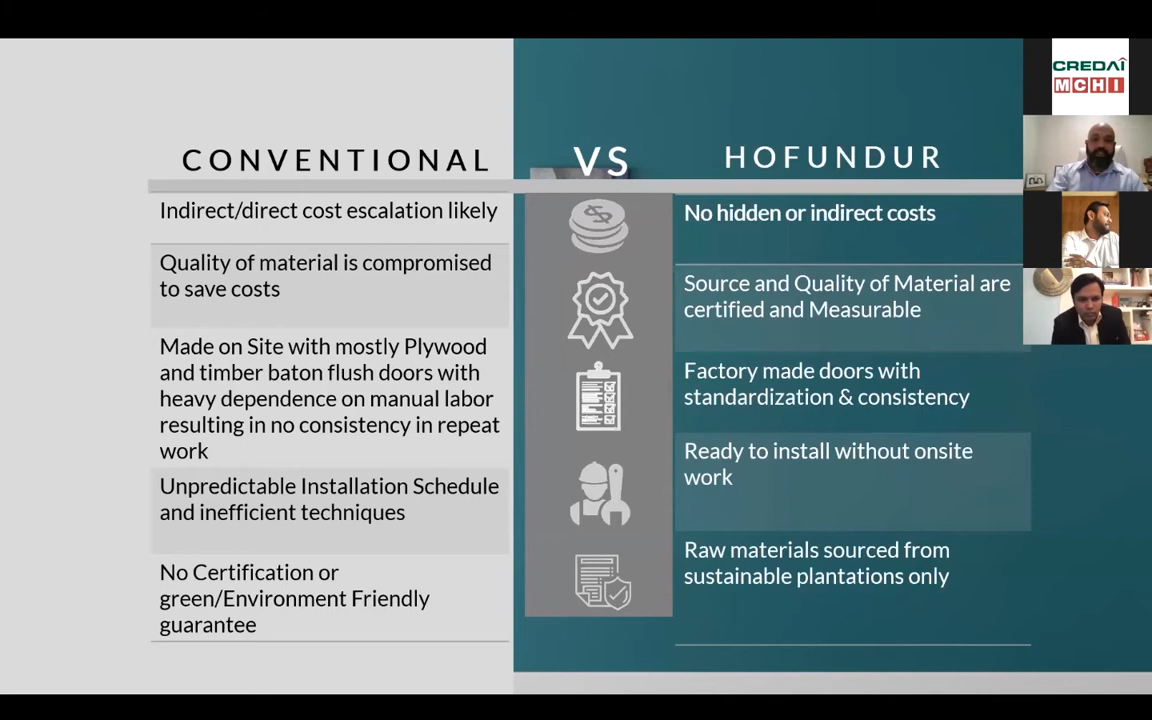 CONVENTIONAL
VS
HOFUNDUR
Indirect/direct cost escalation likely
No hidden or indirect costs
Quality of material is compromised
to save costs
Source and Quality of Material are
certified and Measurable
Made on Site with mostly Plywood
and timber baton flush doors with
heavy dependence on manual labor
resulting in no consistency in repeat
work
Factory made doors with
standardization & consistency
Unpredictable Installation Schedule
and inefficient techniques
Ready to install without onsite
work
No Certification or
green/Environment Friendly
guarantee
Raw materials sourced from
sustainable plantations only
CREDAI
MCHI